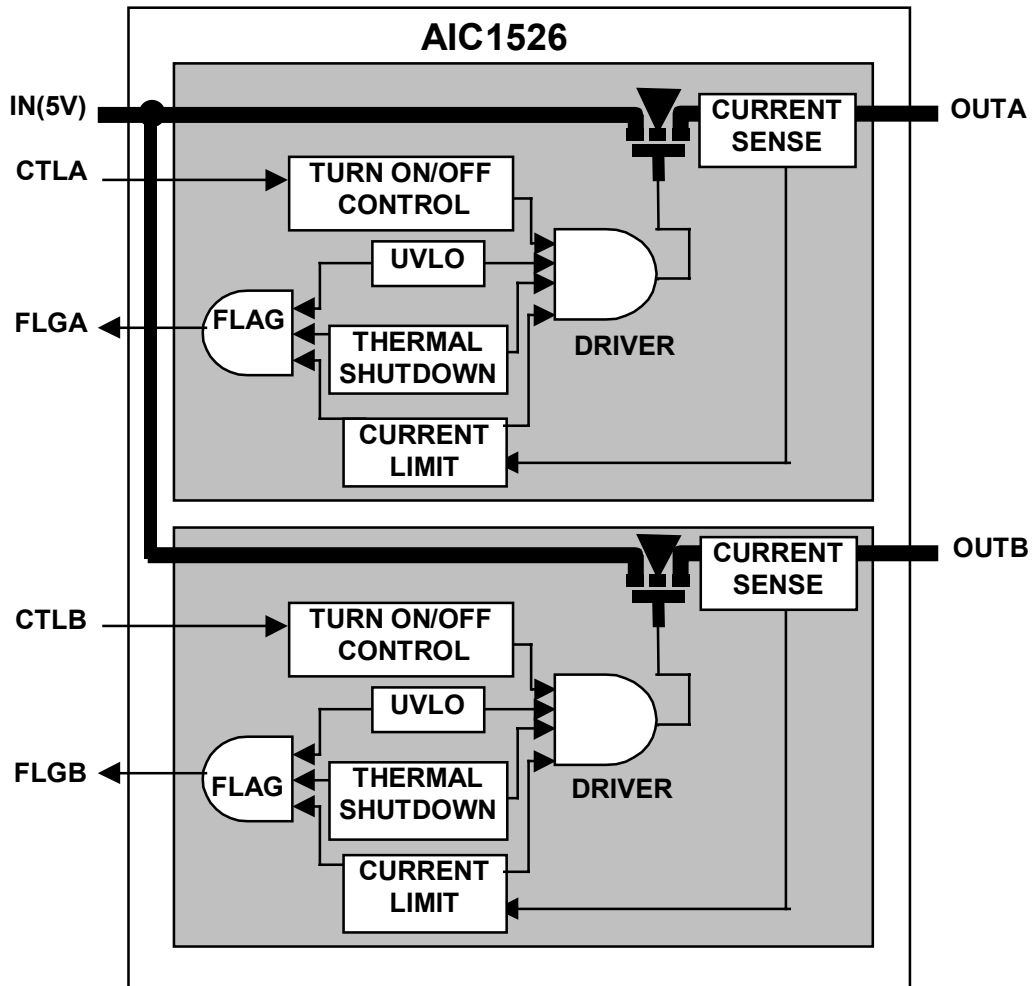 AIC1526
IN(5V)
CURRENT
SENSE
OUTA
CTLA
TURN ON/OFF
CONTROL
UVLO
FLGA
FLAG
THERMAL
SHUTDOWN
DRIVER
CURRENT
LIMIT
CURRENT
SENSE
OUTB
CTLB
TURN ON/OFF
CONTROL
UVLO
FLGB
FLAG
THERMAL
SHUTDOWN
DRIVER
CURRENT
LIMIT